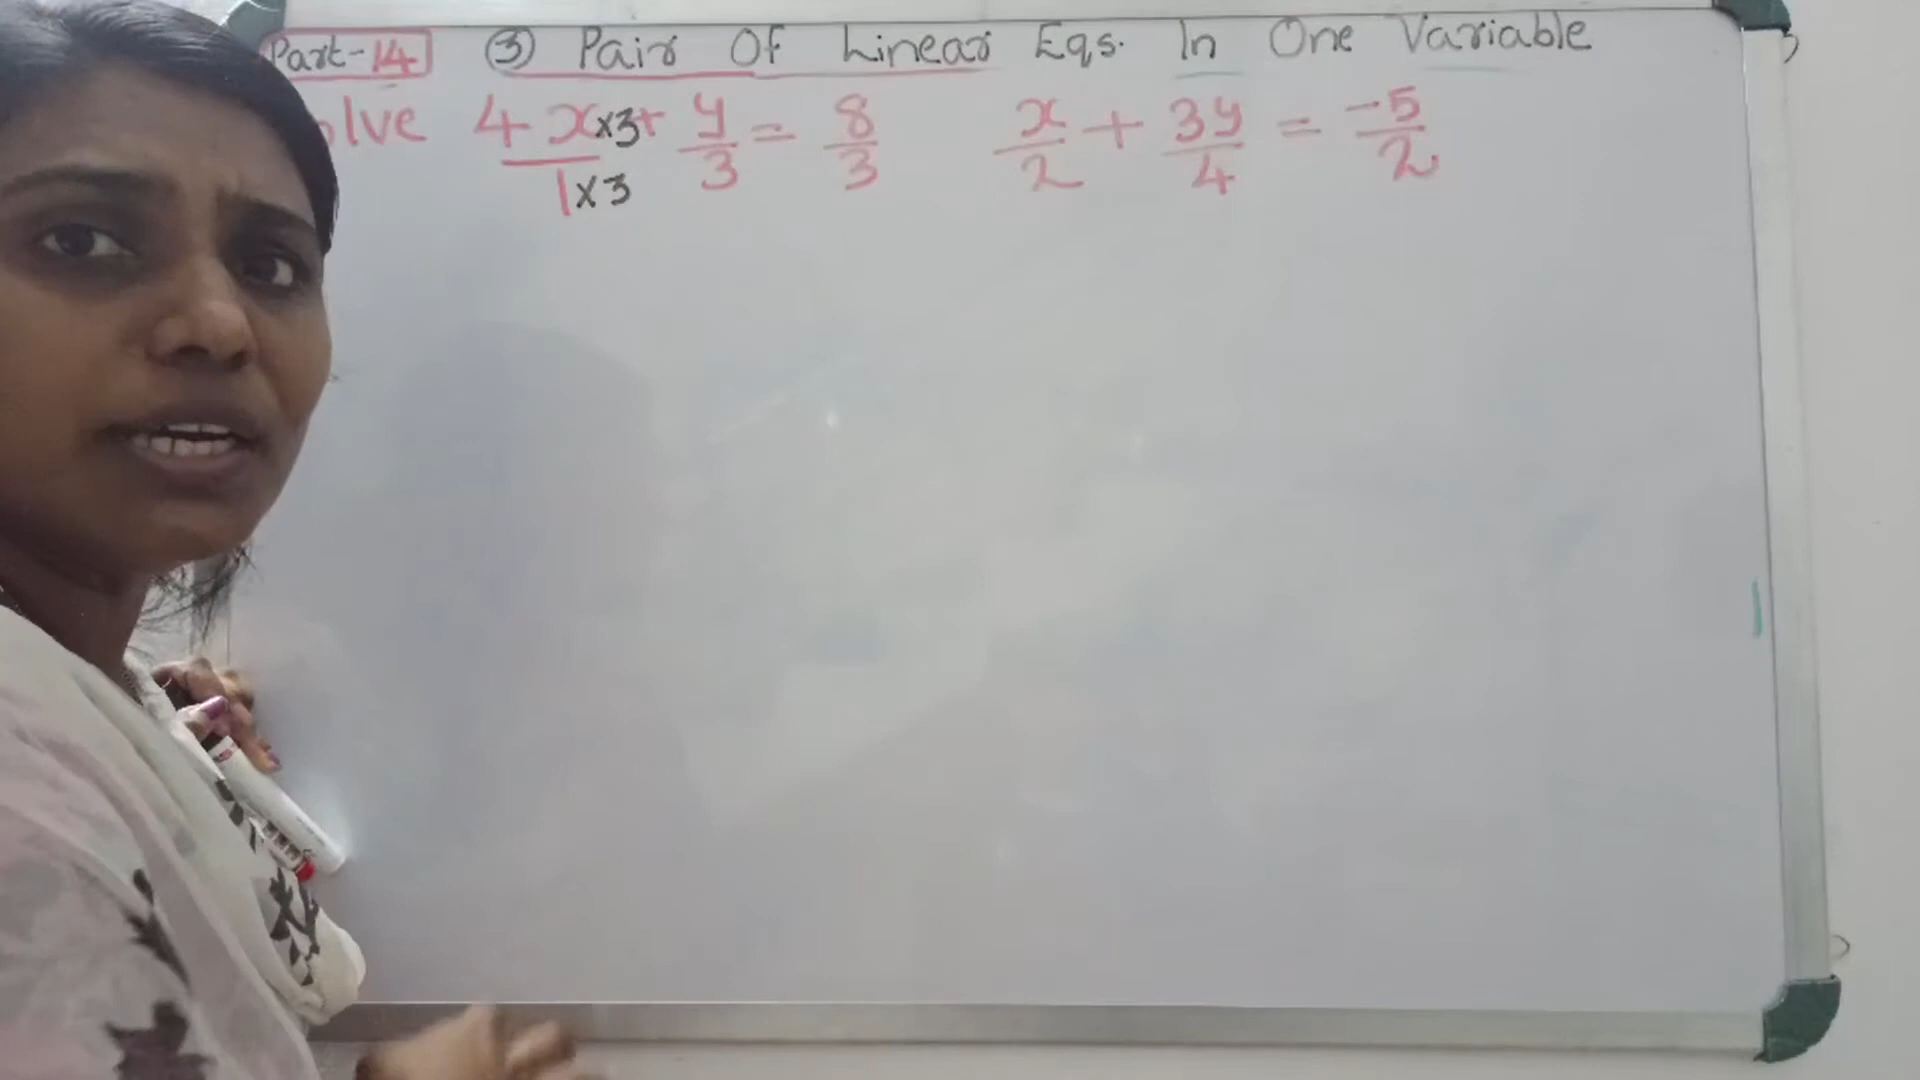 Part-14 ③ Pair Of Linear Eqs. In One Variable
olve 4x×3/1×3 + y/3 = 8/3 x/2 + 3y/4 = -5/2